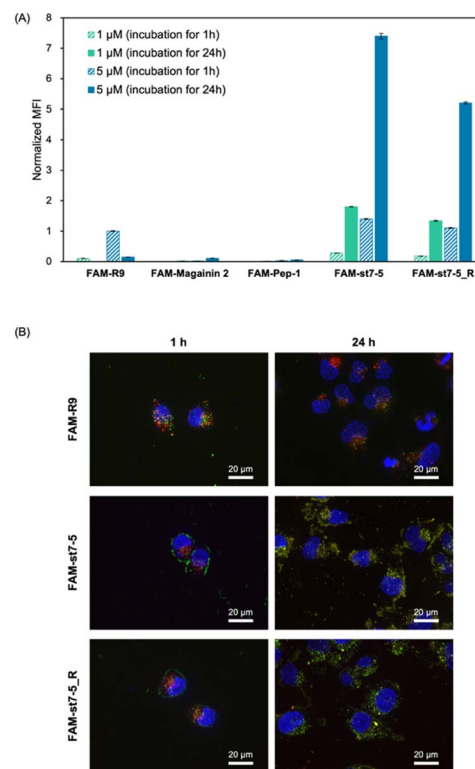 (A)
8
7
6
5
4
3
2
1
0
Normalized MFI
1 µM (incubation for 1h)
1 µM (incubation for 24h)
5 µM (incubation for 1h)
5 µM (incubation for 24h)
FAM-R9
FAM-Magainin 2
FAM-Pep-1
FAM-st7-5
FAM-st7-5_R
(B)
1 h
24 h
FAM-R9
20 µm
20 µm
FAM-st7-5
20 µm
20 µm
FAM-st7-5_R
20 µm
20 µm